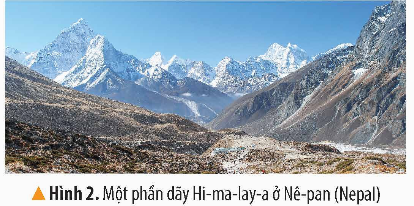 Hình 2. Một phần dãy Hi-ma-lay-a ở Nê-pan (Nepal)